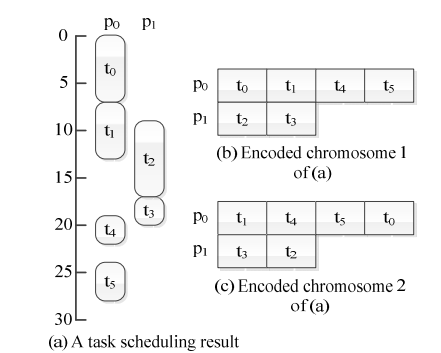 p₀ p₁
0
5
10
15
20
25
30
t₀
t₁
t₂
t₃
t₄
t₅
(a) A task scheduling result
p₀ t₀ t₁ t₄ t₅
p₁ t₂ t₃
(b) Encoded chromosome 1
of (a)
p₀ t₁ t₄ t₅ t₀
p₁ t₃ t₂
(c) Encoded chromosome 2
of (a)